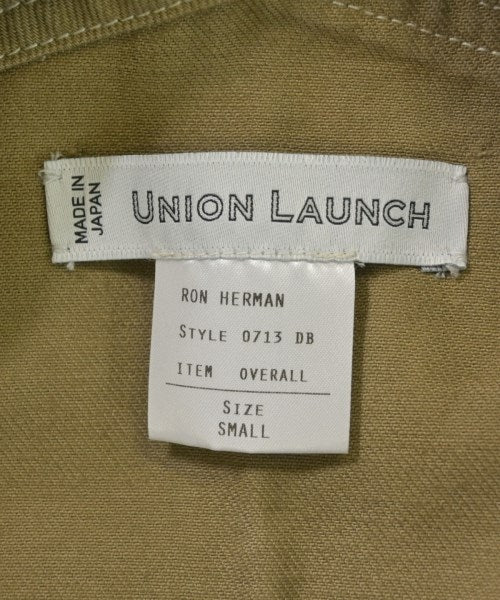 MADE IN
JAPAN
UNION LAUNCH
RON HERMAN
STYLE 0713 DB
ITEM OVERALL
SIZE
SMALL